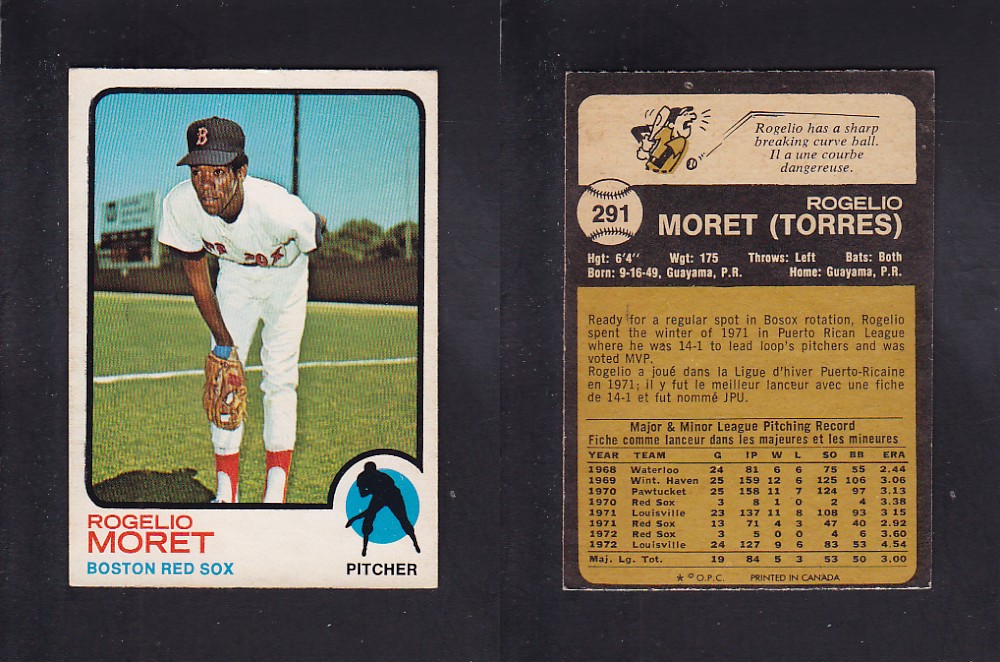 B
ROGELIO
MORET
BOSTON RED SOX
PITCHER
Rogelio has a sharp
breaking curve ball.
Il a une courbe
dangereuse.
291
ROGELIO
MORET (TORRES)
Hgt: 6'4'' Wgt: 175 Throws: Left Bats: Both
Born: 9-16-49, Guayama, P.R. Home: Guayama, P.R.
Ready for a regular spot in Bosox rotation, Rogelio
spent the winter of 1971 in Puerto Rican League
where he was 14-1 to lead loop's pitchers and was
voted MVP.
Rogelio a joué dans la Ligue d'hiver Puerto-Ricaine
en 1971; il y fut le meilleur lanceur avec une fiche
de 14-1 et fut nommé JPU.
Major & Minor League Pitching Record
Fiche comme lanceur dans les majeures et les mineures
YEAR TEAM G IP W L SO BB ERA
1968 Waterloo 24 81 6 6 75 55 2.44
1969 Wint. Haven 25 159 12 6 125 106 3.06
1970 Pawtucket 25 158 11 7 124 97 3.13
1970 Red Sox 3 8 1 0 2 4 3.38
1971 Louisville 23 137 11 8 108 93 3.15
1971 Red Sox 13 71 4 3 47 40 2.92
1972 Red Sox 3 5 0 0 4 6 3.60
1972 Louisville 24 127 9 6 83 53 4.54
Maj. Lg. Tot. 19 84 5 3 53 50 3.00
★ © O.P.C. PRINTED IN CANADA